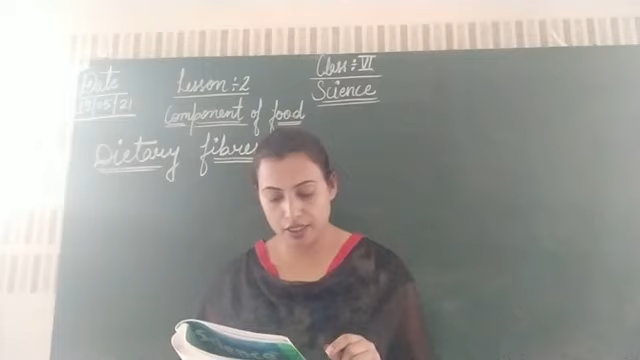 Date
13/05/21
Lesson:-2
Class:-VI
Science
Component of food
Dietary fibre